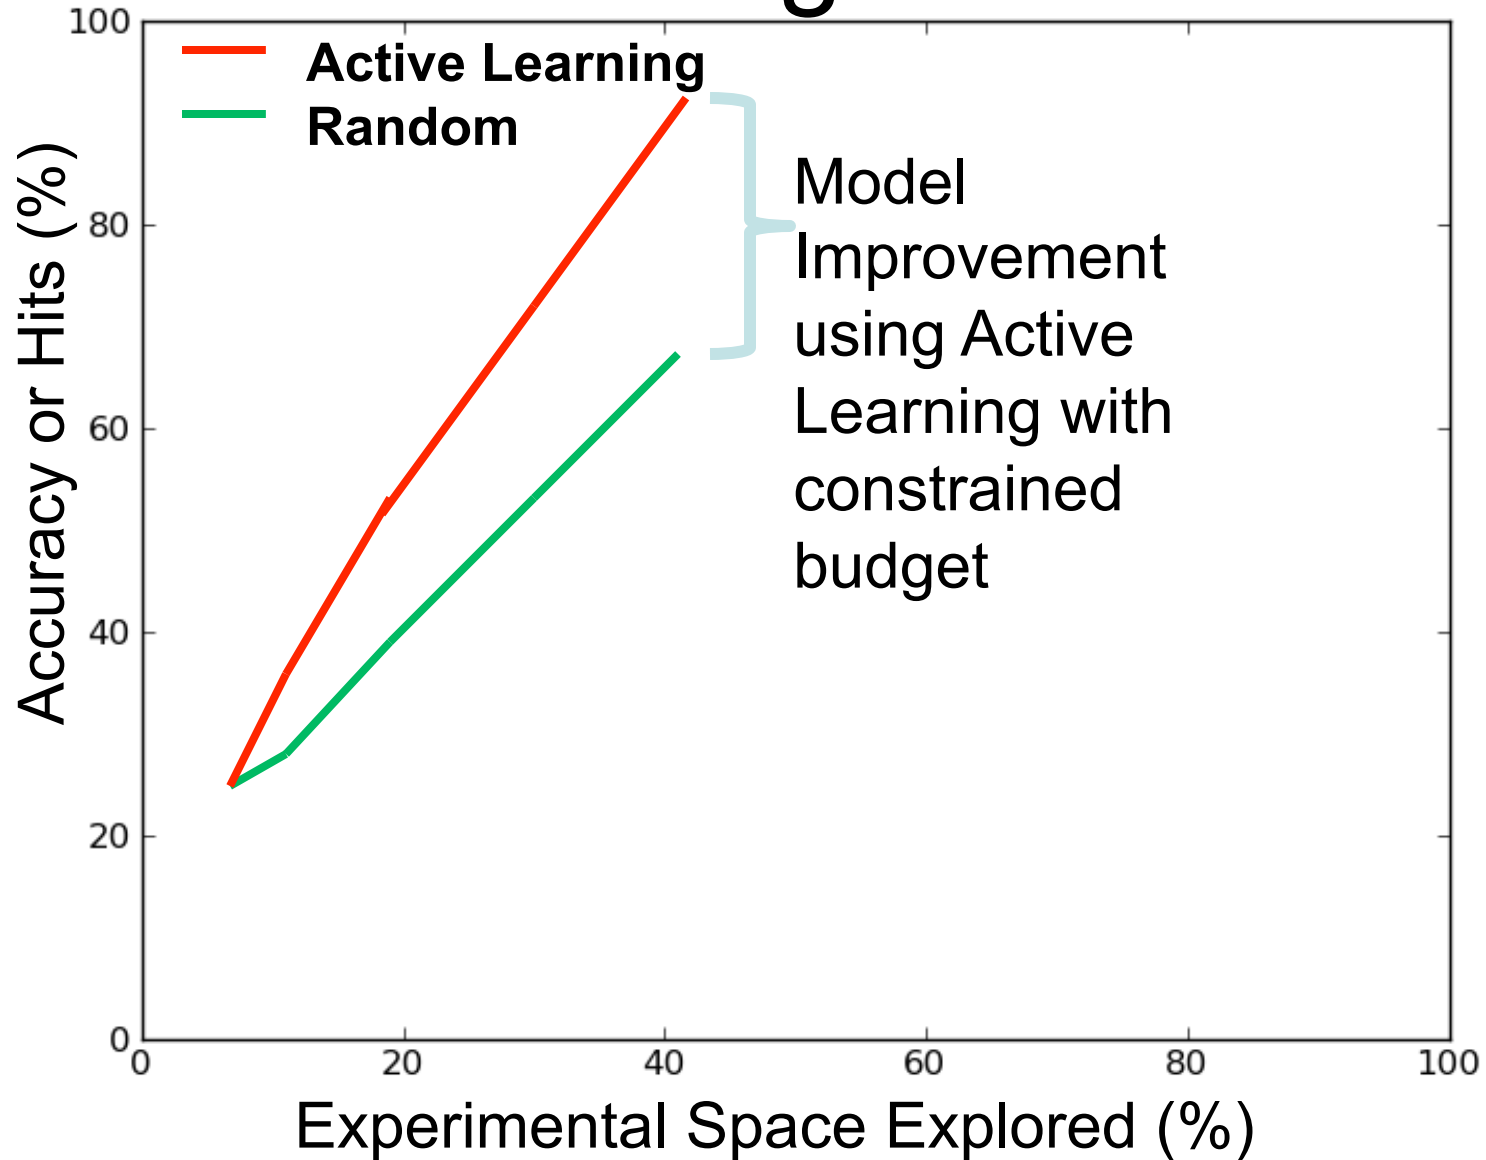 100
Active Learning
Random
Model
Improvement
using Active
Learning with
constrained
budget
80
60
40
20
0
0 20 40 60 80 100
Accuracy or Hits (%)
Experimental Space Explored (%)